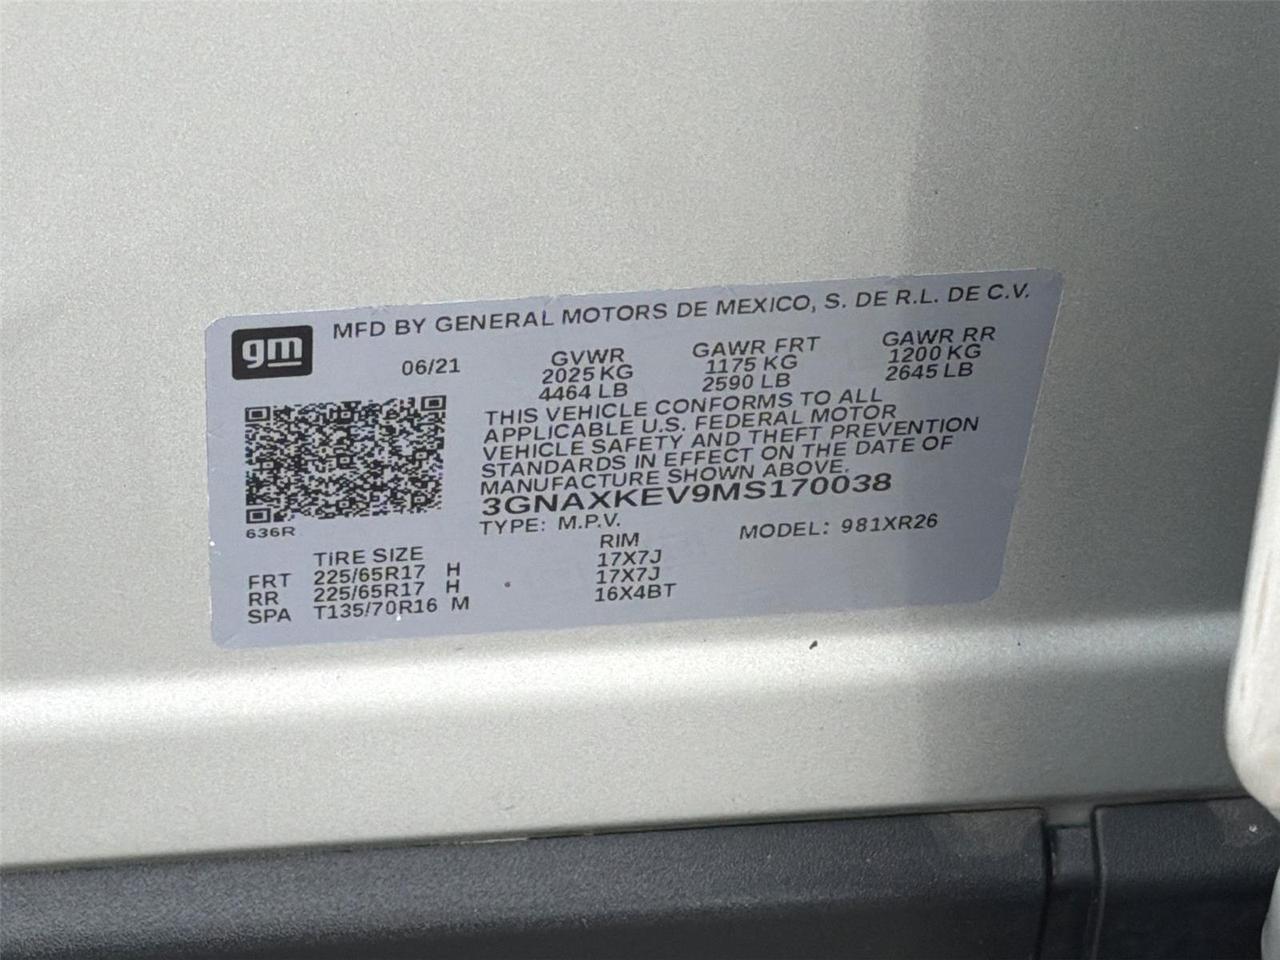 gm MFD BY GENERAL MOTORS DE MEXICO, S. DE R.L. DE C.V.
06/21 GVWR GAWR FRT GAWR RR
2025 KG 1175 KG 1200 KG
4464 LB 2590 LB 2645 LB
THIS VEHICLE CONFORMS TO ALL
APPLICABLE U.S. FEDERAL MOTOR
VEHICLE SAFETY AND THEFT PREVENTION
STANDARDS IN EFFECT ON THE DATE OF
MANUFACTURE SHOWN ABOVE.
3GNAXKEV9MS170038
636R
TYPE: M.P.V. MODEL: 981XR26
TIRE SIZE RIM
FRT 225/65R17 H 17X7J
RR 225/65R17 H 17X7J
SPA T135/70R16 M 16X4BT